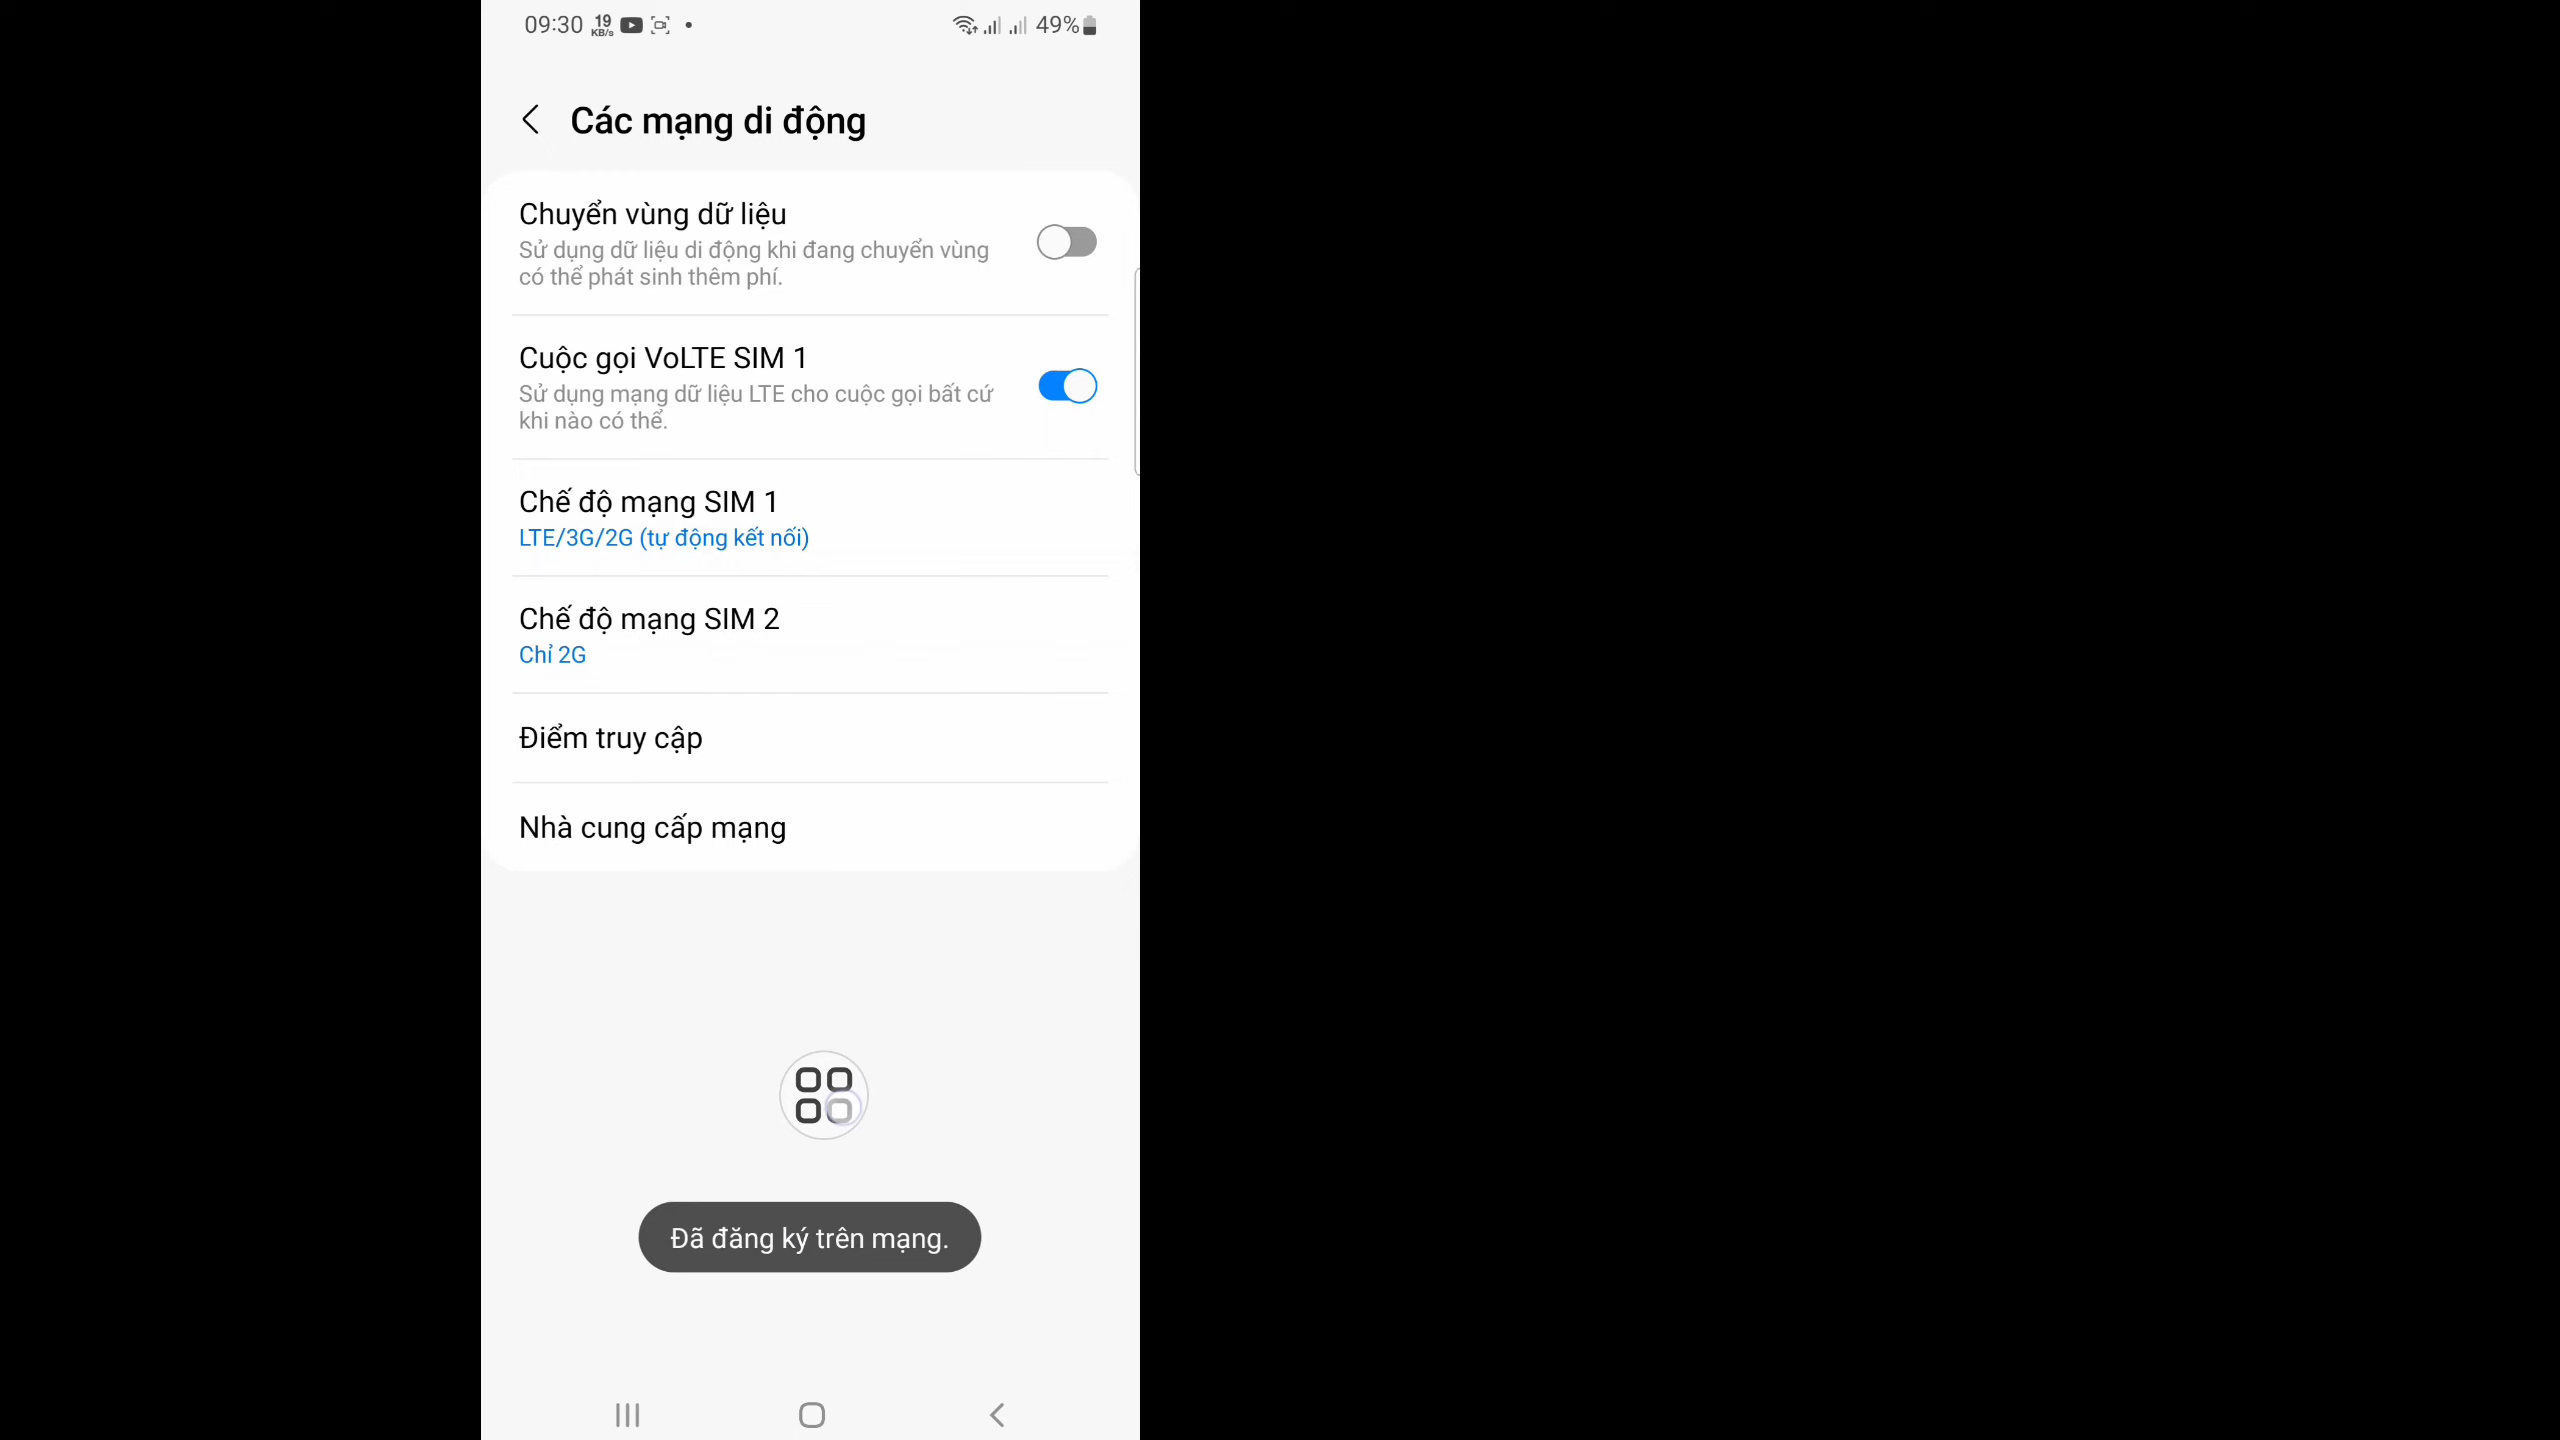 09:30 19 KB/s 49%
Các mạng di động
Chuyển vùng dữ liệu
Sử dụng dữ liệu di động khi đang chuyển vùng
có thể phát sinh thêm phí.
Cuộc gọi VoLTE SIM 1
Sử dụng mạng dữ liệu LTE cho cuộc gọi bất cứ
khi nào có thể.
Chế độ mạng SIM 1
LTE/3G/2G (tự động kết nối)
Chế độ mạng SIM 2
Chỉ 2G
Điểm truy cập
Nhà cung cấp mạng
Đã đăng ký trên mạng.